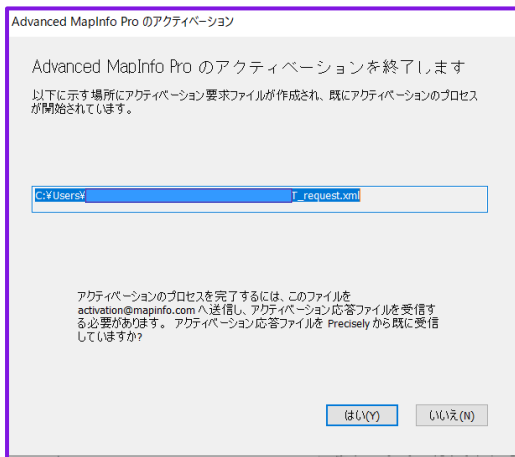 Advanced MapInfo Pro のアクティベーション
Advanced MapInfo Pro のアクティベーションを終了します
以下に示す場所にアクティベーション要求ファイルが作成され、既にアクティベーションのプロセス
が開始されています。
C:¥Users¥ T_request.xml
アクティベーションのプロセスを完了するには、このファイルを
activation@mapinfo.com へ送信し、アクティベーション応答ファイルを受信す
る必要があります。 アクティベーション応答ファイルを Precisely から既に受信
していますか?
はい(Y) いいえ(N)